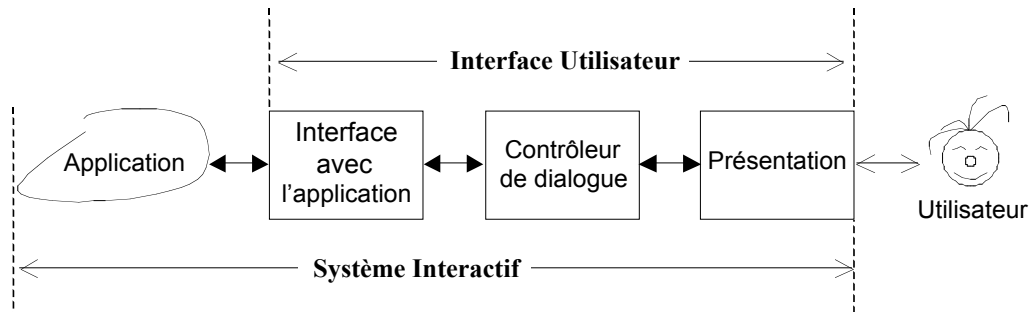 Interface Utilisateur
Application
Interface
avec
l'application
Contrôleur
de dialogue
Présentation
Utilisateur
Système Interactif